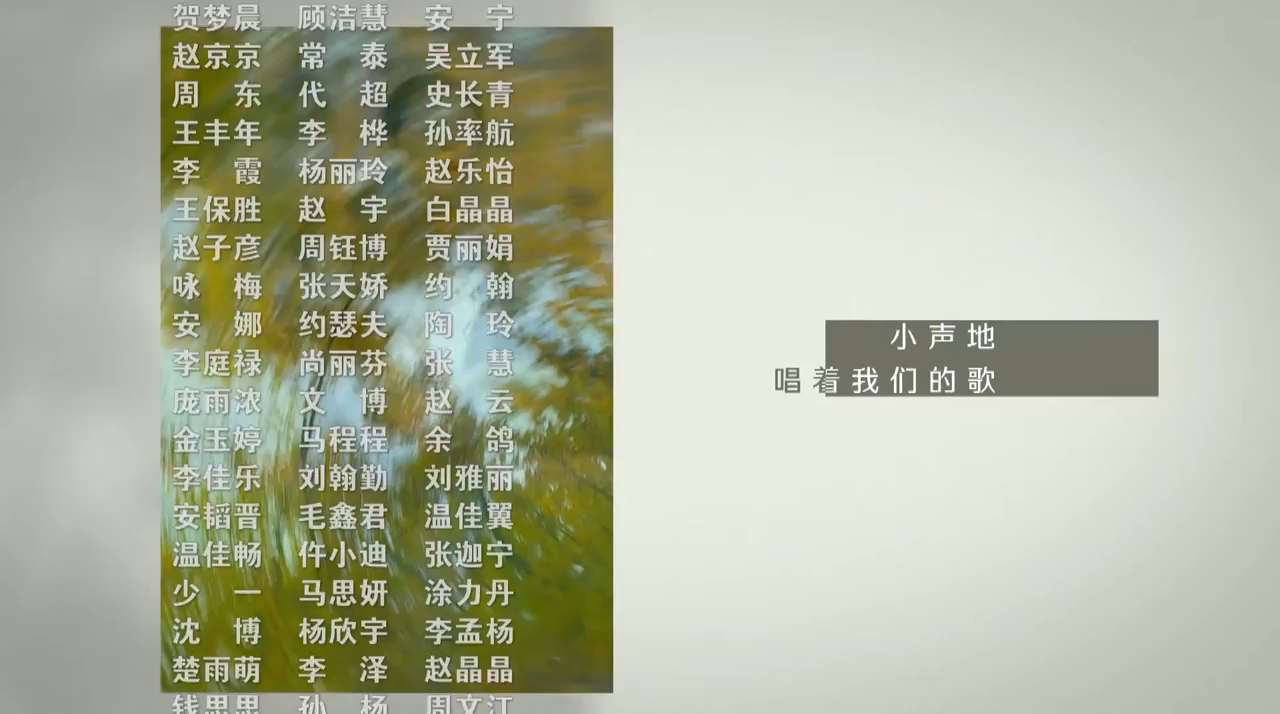 贺梦晨 顾洁慧 安宁
赵京京 常泰 吴立军
周东 代超 史长青
王丰年 李桦 孙率航
李霞 杨丽玲 赵乐怡
王保胜 赵宇 白晶晶
赵子彦 周钰博 贾丽娟
咏梅 张天娇 约翰
安娜 约瑟夫 陶玲
李庭禄 尚丽芬 张慧
庞雨浓 文博 赵云
金玉婷 马程程 余鸽
李佳乐 刘翰勤 刘雅丽
安韬晋 毛鑫君 温佳翼
温佳畅 仵小迪 张迦宁
少一 马思妍 涂力丹
沈博 杨欣宇 李孟杨
楚雨萌 李泽 赵晶晶
钱思思 孙杨 周文江
小声地
唱着我们的歌